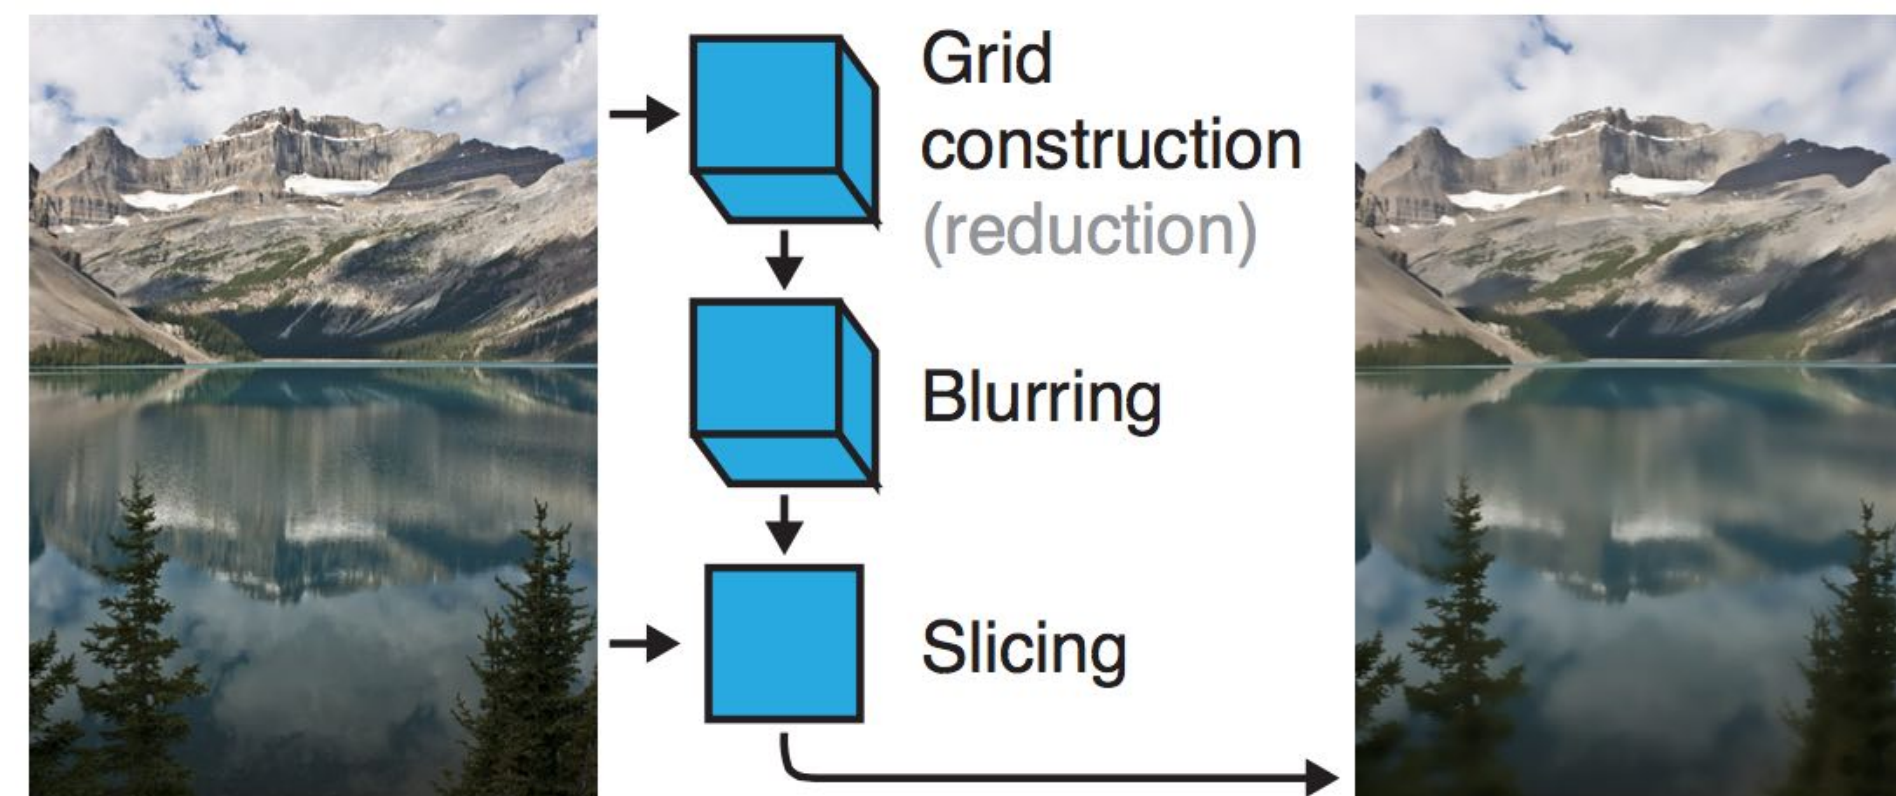 Grid
construction
(reduction)
Blurring
Slicing